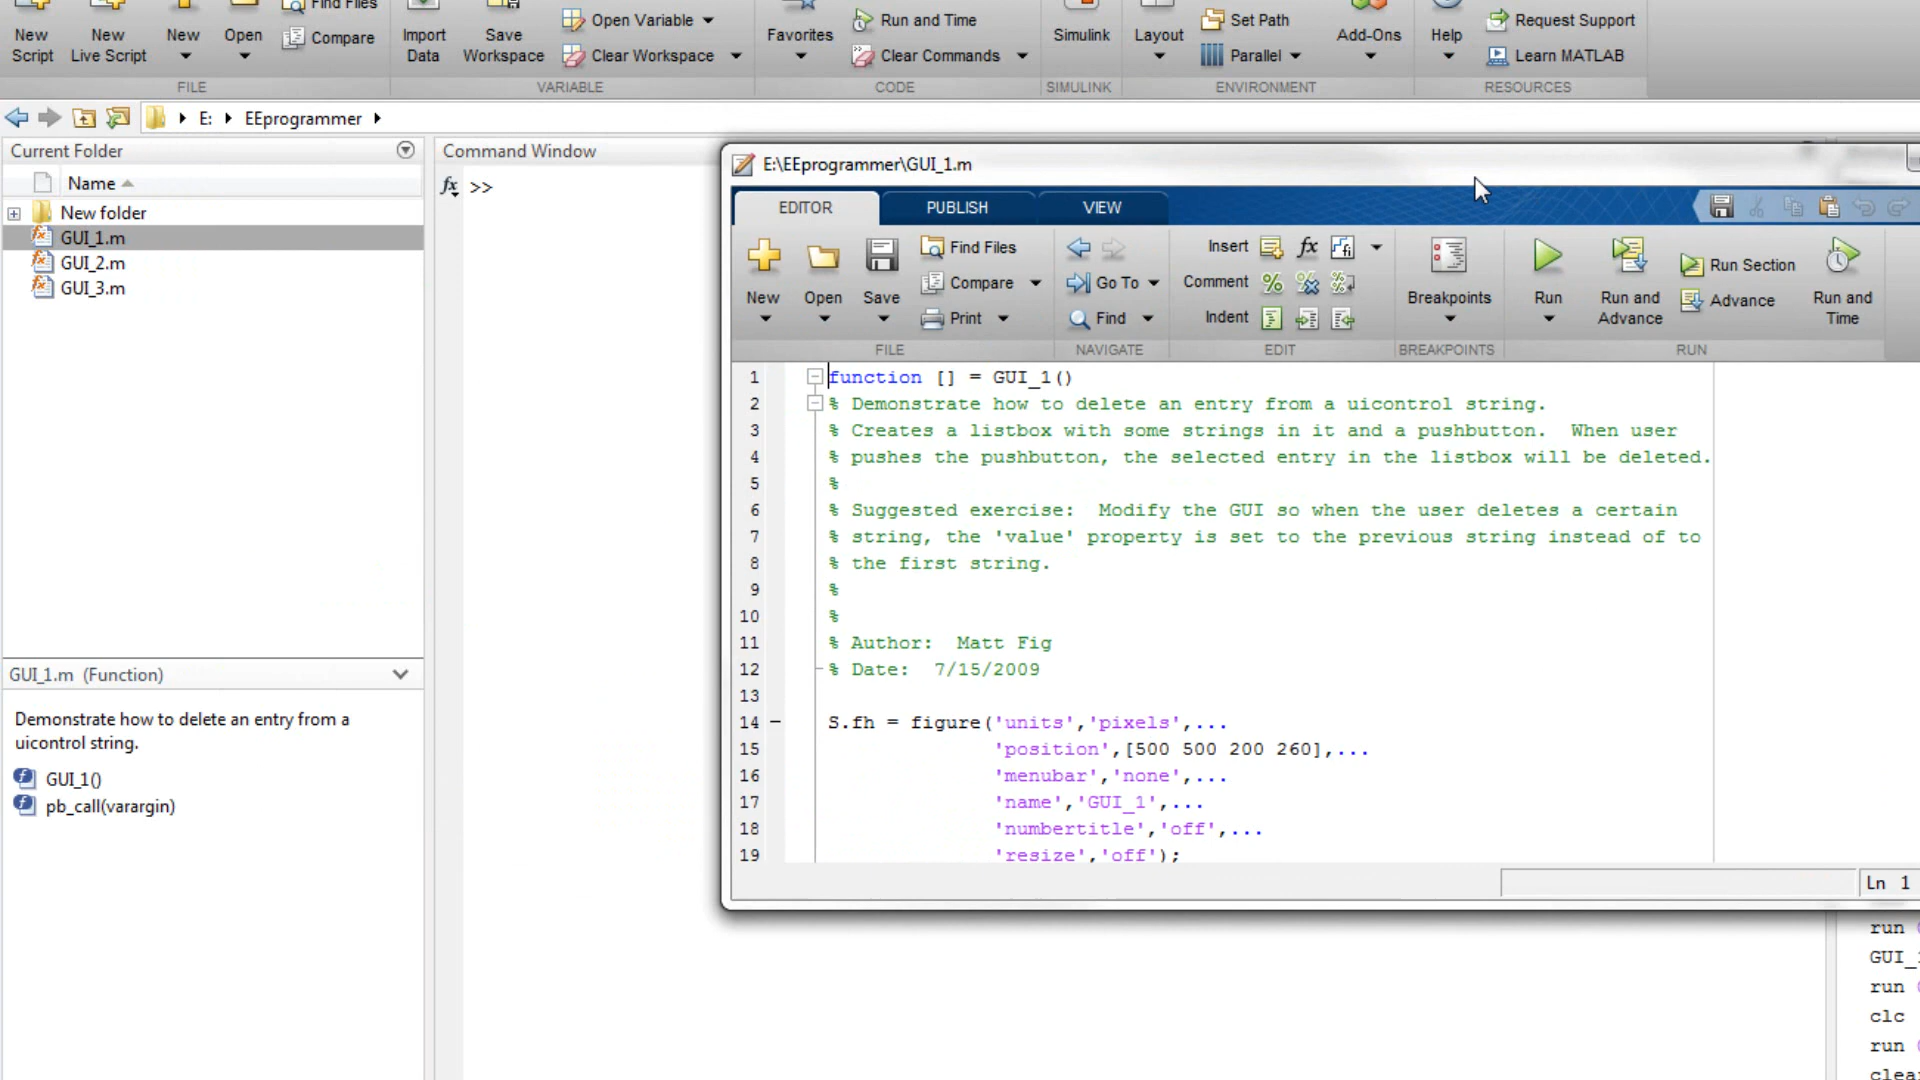 Find Files
New Script
New Live Script
New
Open
Compare
Import Data
Save Workspace
Open Variable
Clear Workspace
Favorites
Run and Time
Clear Commands
Simulink
Layout
Set Path
Parallel
Add-Ons
Help
Request Support
Learn MATLAB
FILE
VARIABLE
CODE
SIMULINK
ENVIRONMENT
RESOURCES
E: EEprogrammer
Current Folder
Name
New folder
GUI_1.m
GUI_2.m
GUI_3.m
GUI_1.m (Function)
Demonstrate how to delete an entry from a
uicontrol string.
GUI_1()
pb_call(varargin)
Command Window
fx >>
E:\EEprogrammer\GUI_1.m
EDITOR PUBLISH VIEW
New
Open
Save
Find Files
Compare
Print
Go To
Find
Insert fx
Comment
Indent
Breakpoints
Run
Run and Advance
Run Section
Advance
Run and Time
FILE
NAVIGATE
EDIT
BREAKPOINTS
RUN
1 function [] = GUI_1()
2 % Demonstrate how to delete an entry from a uicontrol string.
3 % Creates a listbox with some strings in it and a pushbutton.  When user
4 % pushes the pushbutton, the selected entry in the listbox will be deleted.
5 %
6 % Suggested exercise:  Modify the GUI so when the user deletes a certain
7 % string, the 'value' property is set to the previous string instead of to
8 % the first string.
9 %
10 %
11 % Author:  Matt Fig
12 % Date:  7/15/2009
13
14 S.fh = figure('units','pixels',...
15 'position',[500 500 200 260],...
16 'menubar','none',...
17 'name','GUI_1',...
18 'numbertitle','off',...
19 'resize','off');
Ln 1
run
GUI_
run
clc
run
clear